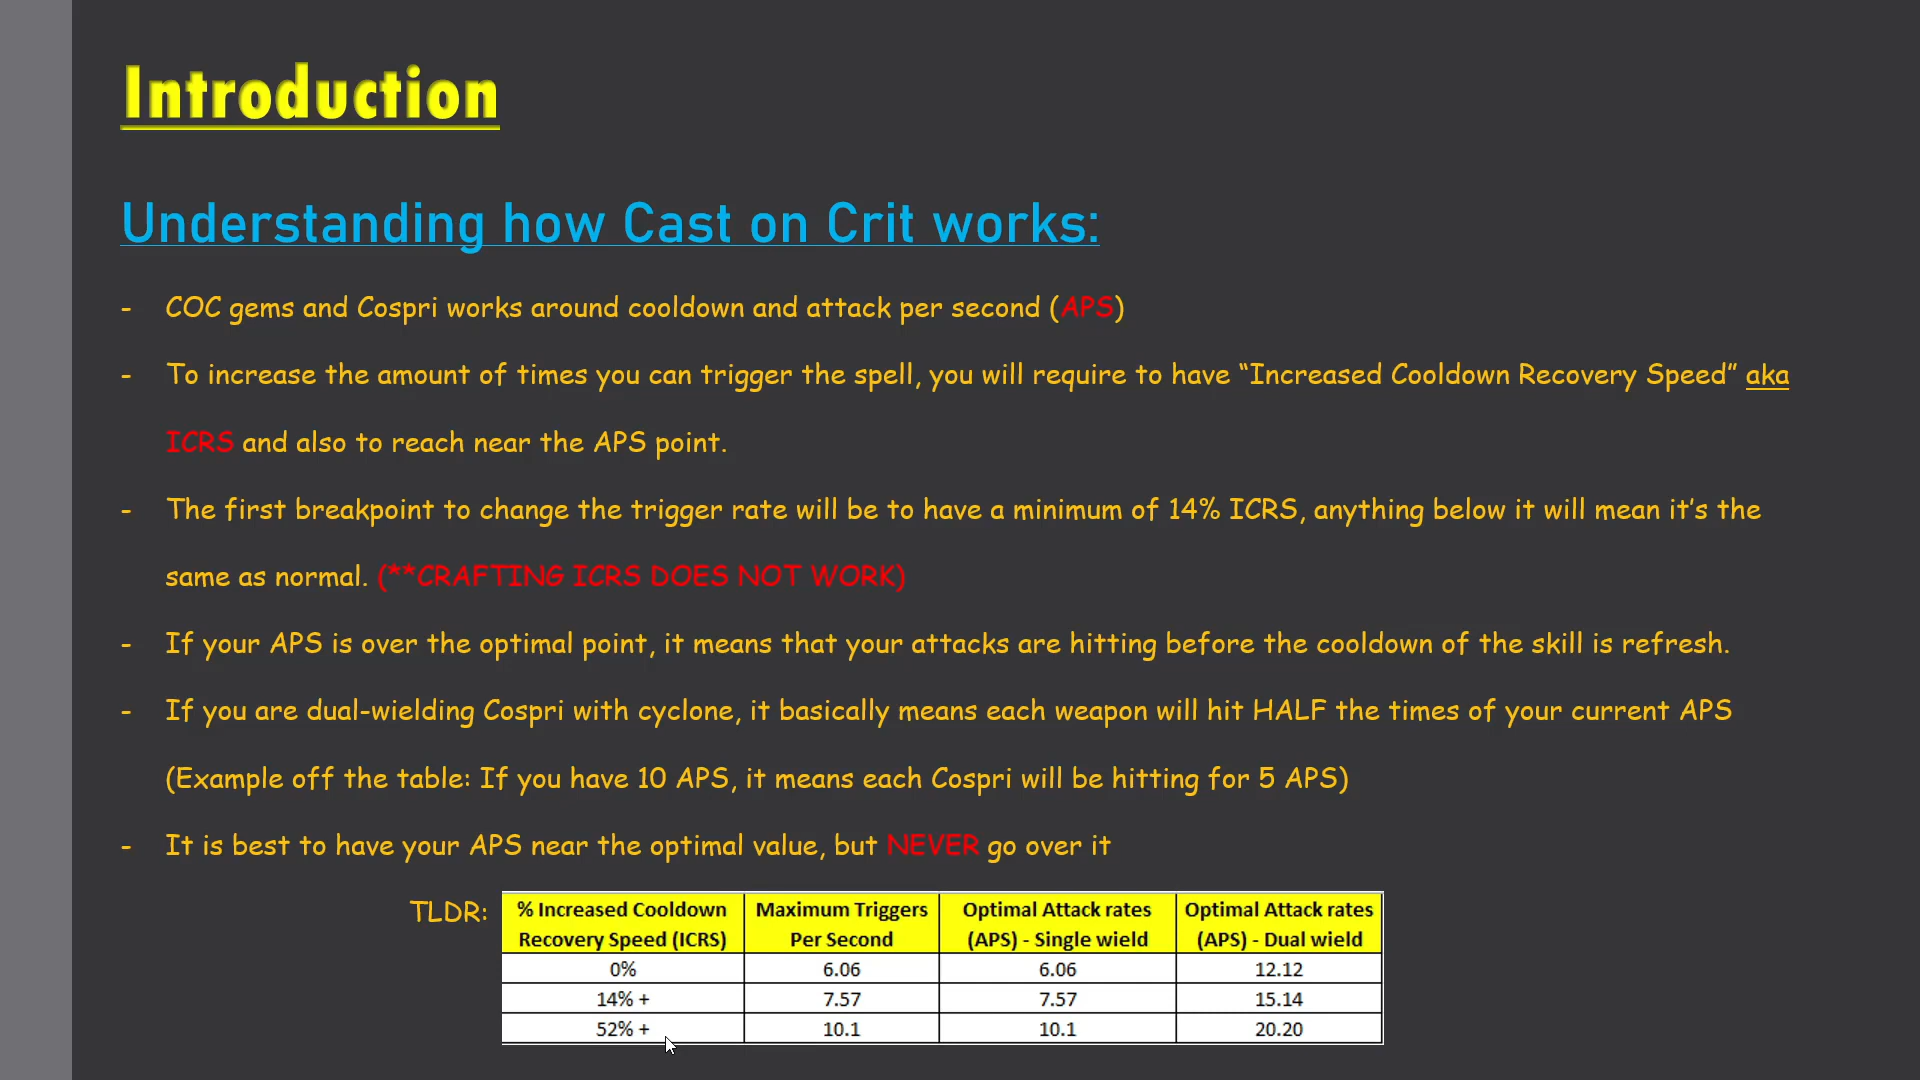 Introduction
Understanding how Cast on Crit works:
- COC gems and Cospri works around cooldown and attack per second (APS)
- To increase the amount of times you can trigger the spell, you will require to have “Increased Cooldown Recovery Speed” aka
ICRS and also to reach near the APS point.
- The first breakpoint to change the trigger rate will be to have a minimum of 14% ICRS, anything below it will mean it’s the
same as normal. (**CRAFTING ICRS DOES NOT WORK)
- If your APS is over the optimal point, it means that your attacks are hitting before the cooldown of the skill is refresh.
- If you are dual-wielding Cospri with cyclone, it basically means each weapon will hit HALF the times of your current APS
(Example off the table: If you have 10 APS, it means each Cospri will be hitting for 5 APS)
- It is best to have your APS near the optimal value, but NEVER go over it
TLDR:
% Increased Cooldown Maximum Triggers Optimal Attack rates Optimal Attack rates
Recovery Speed (ICRS) Per Second (APS) - Single wield (APS) - Dual wield
0% 6.06 6.06 12.12
14% + 7.57 7.57 15.14
52% + 10.1 10.1 20.20